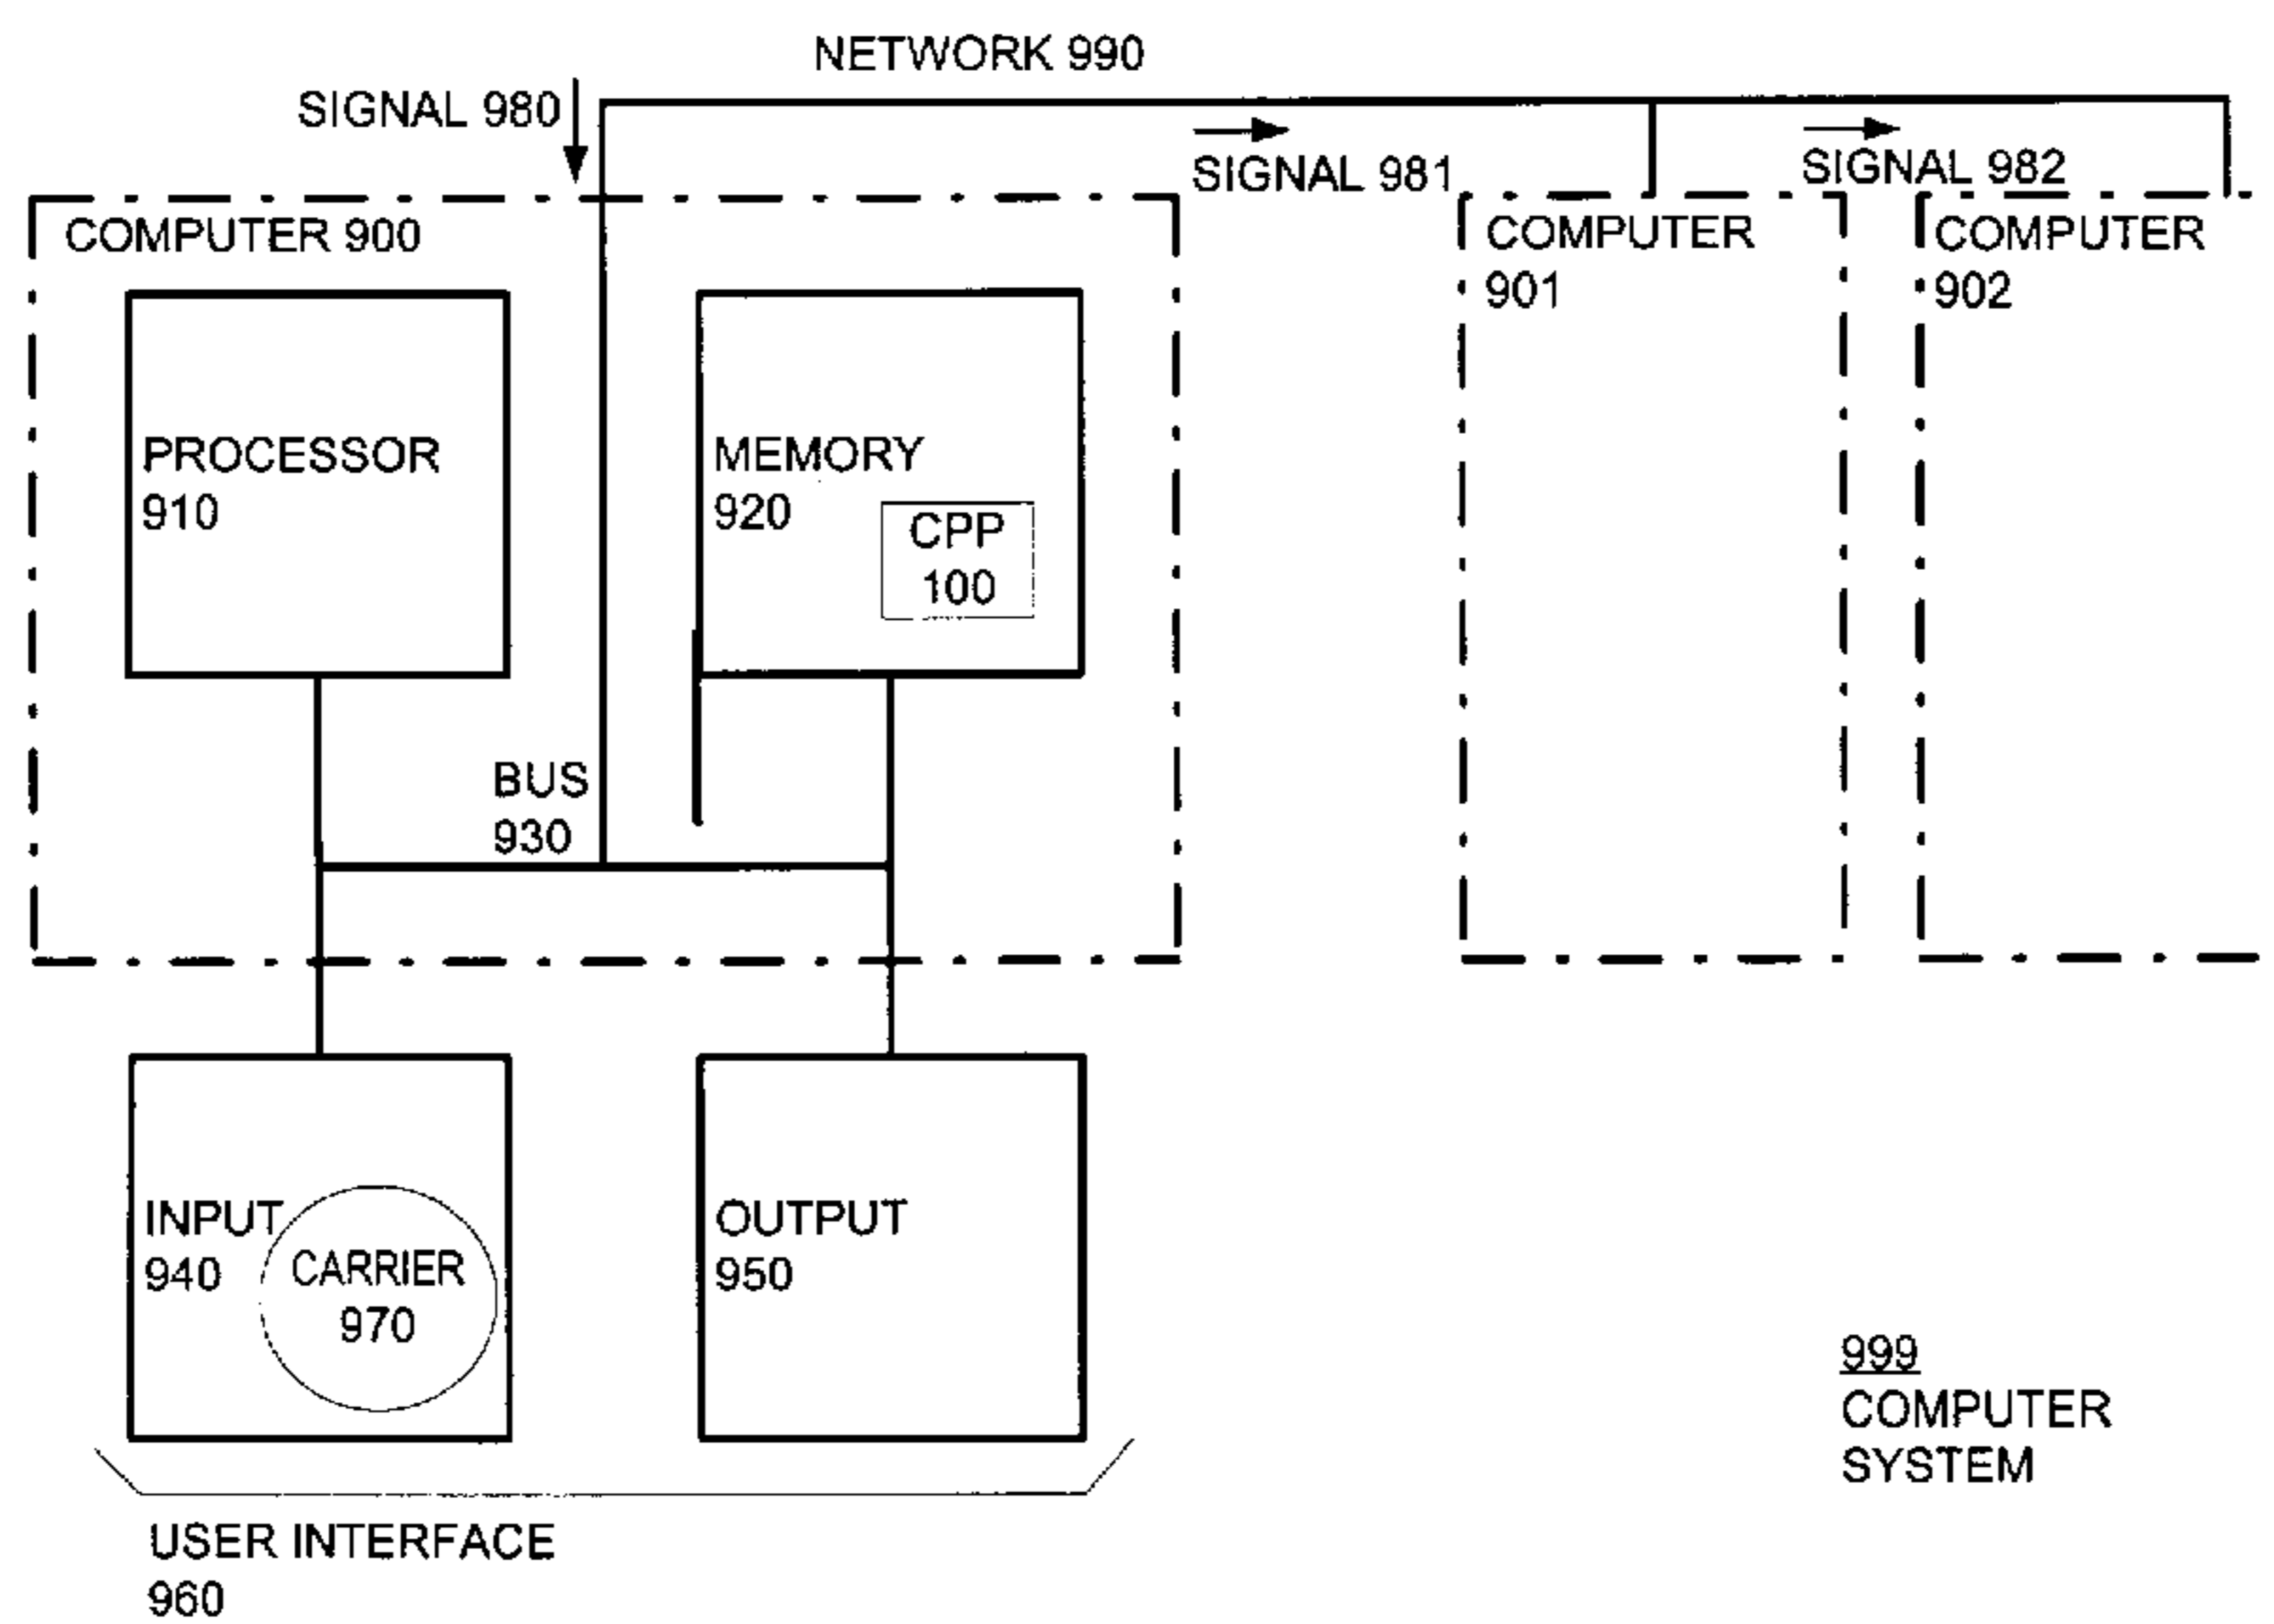 NETWORK 990
SIGNAL 980
SIGNAL 981
SIGNAL 982
COMPUTER 900
COMPUTER
901
COMPUTER
902
PROCESSOR
910
MEMORY
920
CPP
100
BUS
930
INPUT
940
CARRIER
970
OUTPUT
950
999
COMPUTER
SYSTEM
USER INTERFACE
960